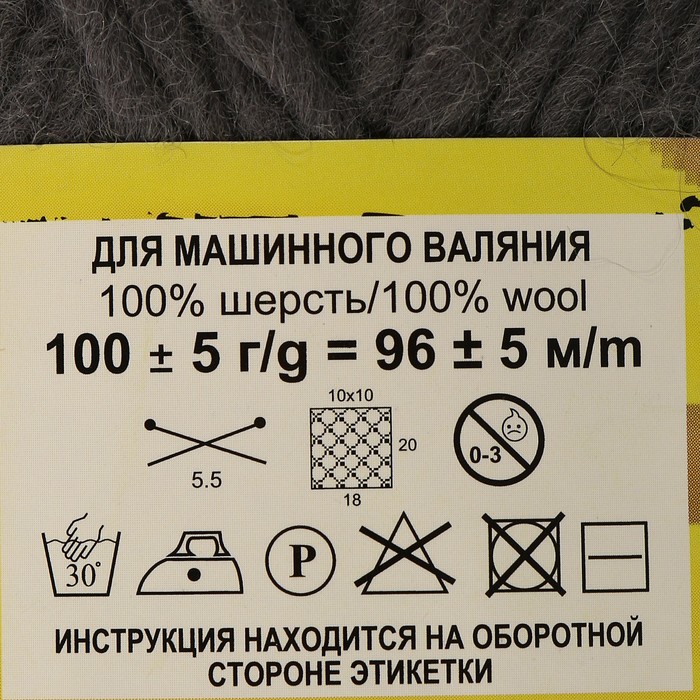 ДЛЯ МАШИННОГО ВАЛЯНИЯ
100% шерсть/100% wool
100 ± 5 г/g = 96 ± 5 м/m
10x10
20
0-3
5.5
18
30°
P
ИНСТРУКЦИЯ НАХОДИТСЯ НА ОБОРОТНОЙ
СТОРОНЕ ЭТИКЕТКИ